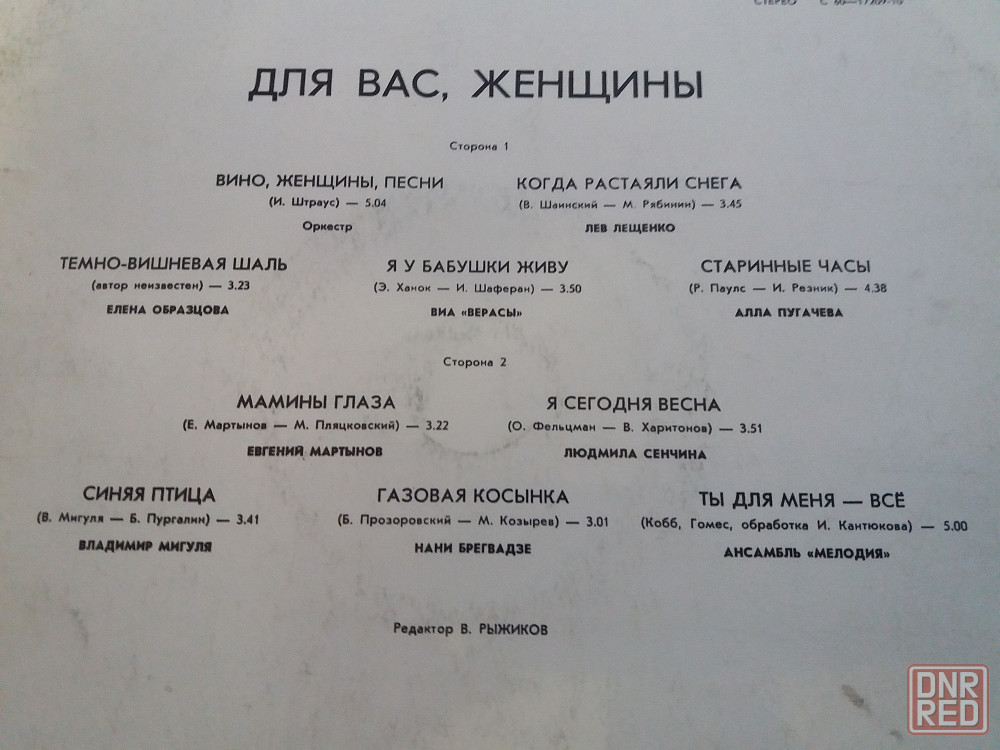 СТЕРЕО С 60—17209-10
ДЛЯ ВАС, ЖЕНЩИНЫ
Сторона 1
ВИНО, ЖЕНЩИНЫ, ПЕСНИ
(И. Штраус) — 5.04
Оркестр
КОГДА РАСТАЯЛИ СНЕГА
(В. Шаинский — М. Рябинин) — 3.45
ЛЕВ ЛЕЩЕНКО
ТЕМНО-ВИШНЕВАЯ ШАЛЬ
(автор неизвестен) — 3.23
ЕЛЕНА ОБРАЗЦОВА
Я У БАБУШКИ ЖИВУ
(Э. Ханок — И. Шаферан) — 3.50
ВИА «ВЕРАСЫ»
СТАРИННЫЕ ЧАСЫ
(Р. Паулс — И. Резник) — 4.38
АЛЛА ПУГАЧЕВА
Сторона 2
МАМИНЫ ГЛАЗА
(Е. Мартынов — М. Пляцковский) — 3.22
ЕВГЕНИЙ МАРТЫНОВ
Я СЕГОДНЯ ВЕСНА
(О. Фельцман — В. Харитонов) — 3.51
ЛЮДМИЛА СЕНЧИНА
СИНЯЯ ПТИЦА
(В. Мигуля — Б. Пургалин) — 3.41
ВЛАДИМИР МИГУЛЯ
ГАЗОВАЯ КОСЫНКА
(Б. Прозоровский — М. Козырев) — 3.01
НАНИ БРЕГВАДЗЕ
ТЫ ДЛЯ МЕНЯ — ВСЁ
(Кобб, Гомес, обработка И. Кантюкова) — 5.00
АНСАМБЛЬ «МЕЛОДИЯ»
Редактор В. РЫЖИКОВ
DNR
RED